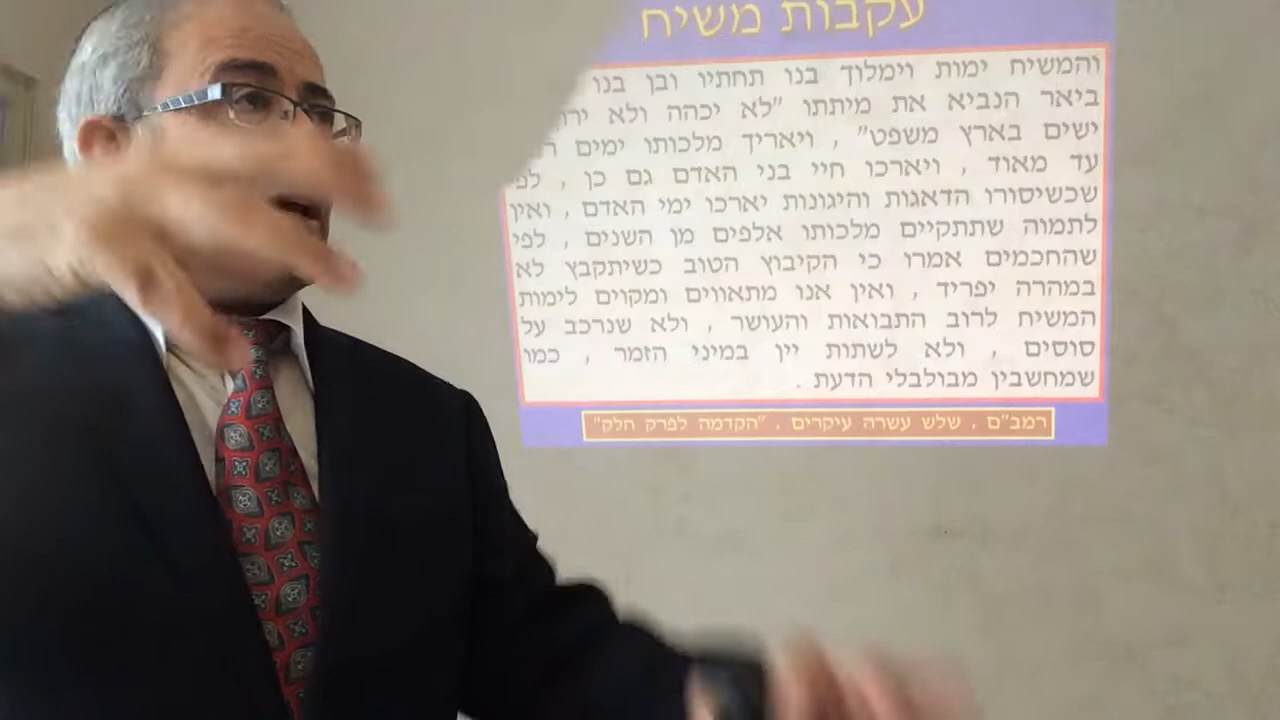 עקבות משיח
והמשיח ימות וימלוך בנו תחתיו ובן בנו
ביאר הנביא את מיתתו "לא יכהה ולא
ישים בארץ משפט" , ויאריך מלכותו ימים
עד מאוד , ויארכו חיי בני האדם גם כן ,
שכשיסורו הדאגות והיגונות יארכו ימי האדם , ואין
לתמוה שתתקיים מלכותו אלפים מן השנים , לפי
שהחכמים אמרו כי הקיבוץ הטוב כשיתקבץ לא
במהרה יפריד , ואין אנו מתאווים ומקוים לימות
המשיח לרוב התבואות והעושר , ולא שנרכב על
סוסים , ולא לשתות יין במיני הזמר , כמו
שמחשבין מבולבלי הדעת .
רמב"ם , שלש עשרה עיקרים , "הקדמה לפרק חלק"